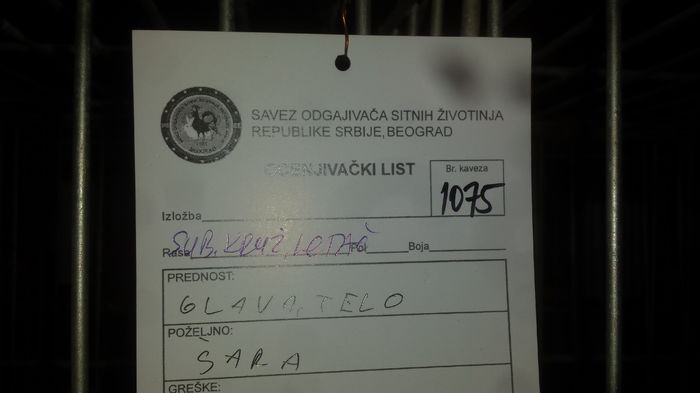 SAVEZ ODGAJIVAČA SITNIH ŽIVOTINJA
REPUBLIKE SRBIJE, BEOGRAD
OCENJIVAČKI LIST
Br. kaveza
1075
Izložba
Rasa SUB. KRUŽ. LETAČ Pol Boja
PREDNOST:
GLAVA, TELO
POŽELJNO:
ŠARA
GREŠKE: